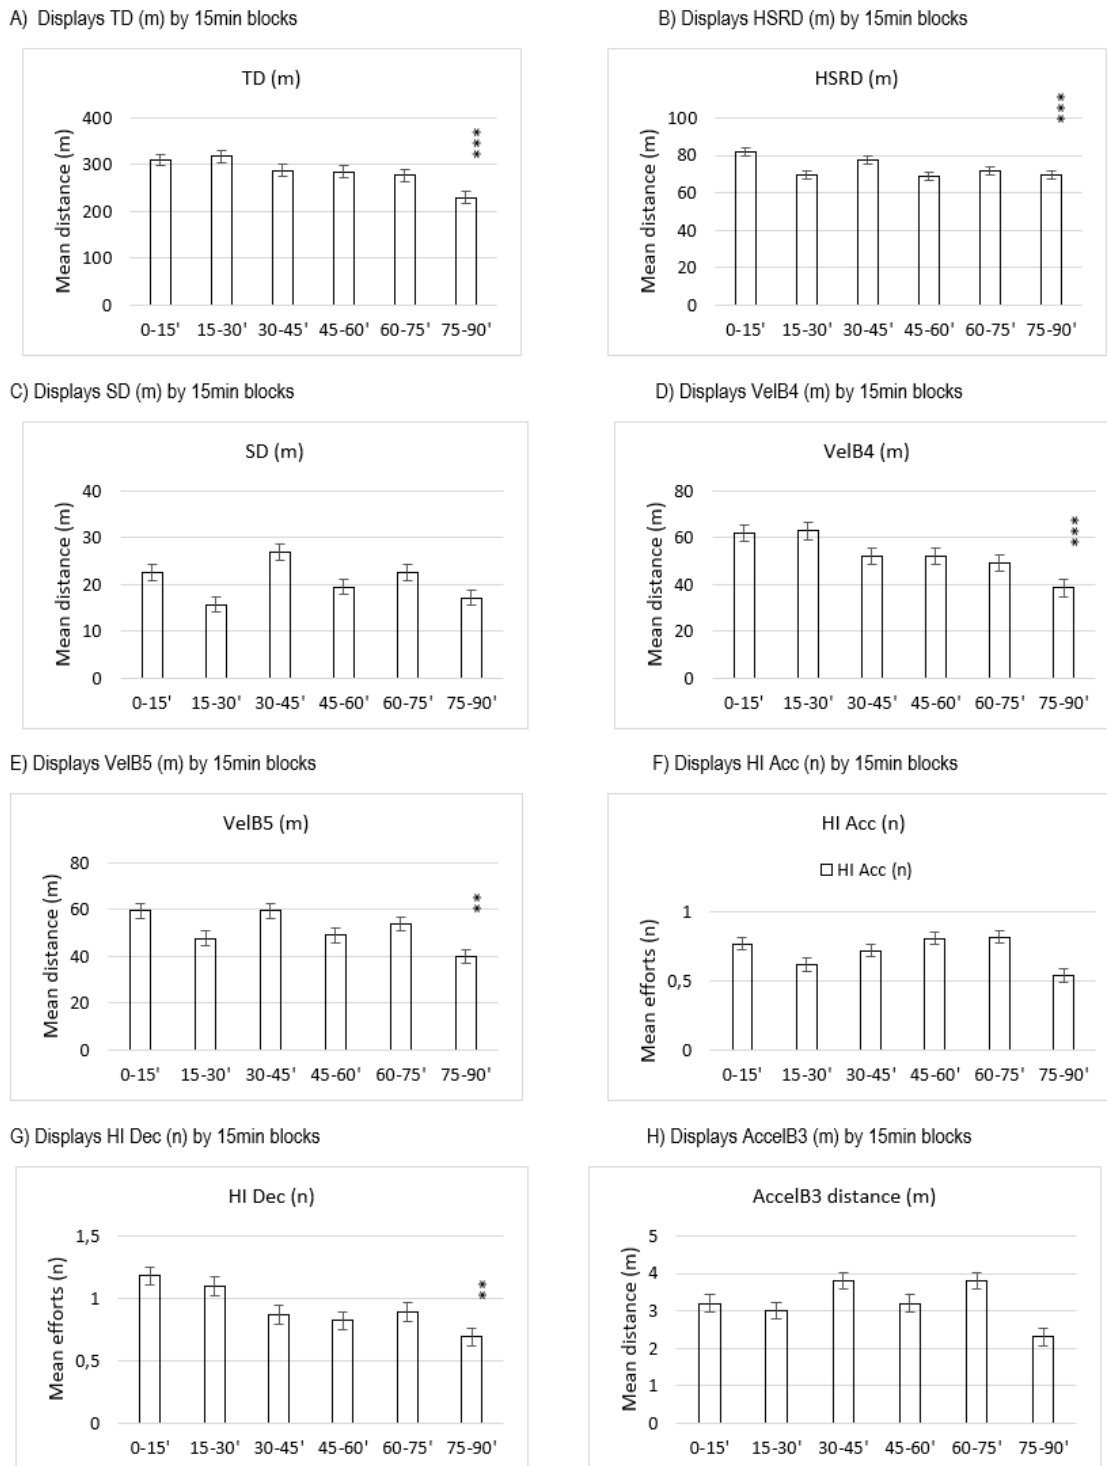 A) Displays TD (m) by 15min blocks
B) Displays HSRD (m) by 15min blocks
TD (m)
Mean distance (m)
400
300
200
100
0
0-15' 15-30' 30-45' 45-60' 60-75' 75-90'
***
HSRD (m)
Mean distance (m)
100
80
60
40
20
0
0-15' 15-30' 30-45' 45-60' 60-75' 75-90'
***
C) Displays SD (m) by 15min blocks
D) Displays VelB4 (m) by 15min blocks
SD (m)
Mean distance (m)
40
30
20
10
0
0-15' 15-30' 30-45' 45-60' 60-75' 75-90'
VelB4 (m)
Mean distance (m)
80
60
40
20
0
0-15' 15-30' 30-45' 45-60' 60-75' 75-90'
***
E) Displays VelB5 (m) by 15min blocks
F) Displays HI Acc (n) by 15min blocks
VelB5 (m)
Mean distance (m)
80
60
40
20
0
0-15' 15-30' 30-45' 45-60' 60-75' 75-90'
**
HI Acc (n)
HI Acc (n)
Mean efforts (n)
1
0,5
0
0-15' 15-30' 30-45' 45-60' 60-75' 75-90'
G) Displays HI Dec (n) by 15min blocks
H) Displays AccelB3 (m) by 15min blocks
HI Dec (n)
Mean efforts (n)
1,5
1
0,5
0
0-15' 15-30' 30-45' 45-60' 60-75' 75-90'
**
AccelB3 distance (m)
Mean distance (m)
5
4
3
2
1
0
0-15' 15-30' 30-45' 45-60' 60-75' 75-90'